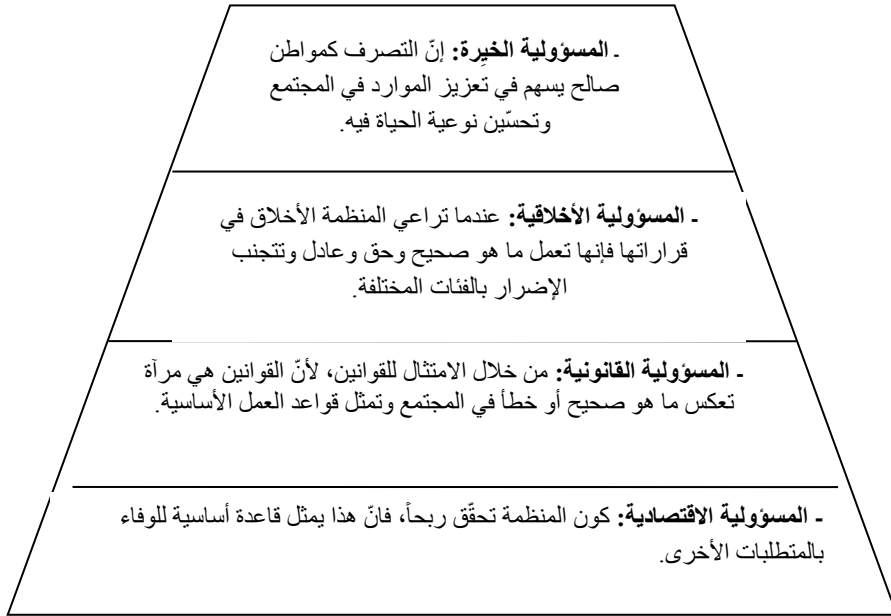 ـ المسؤولية الخيِرة: إنّ التصرف كمواطن
صالح يسهم في تعزيز الموارد في المجتمع
وتحسّين نوعية الحياة فيه.
ـ المسؤولية الأخلاقية: عندما تراعي المنظمة الأخلاق في
قراراتها فإنها تعمل ما هو صحيح وحق وعادل وتتجنب
الإضرار بالفئات المختلفة.
ـ المسؤولية القانونية: من خلال الامتثال للقوانين، لأنّ القوانين هي مرآة
تعكس ما هو صحيح أو خطأ في المجتمع وتمثل قواعد العمل الأساسية.
ـ المسؤولية الاقتصادية: كون المنظمة تحقّق ربحاً، فانّ هذا يمثل قاعدة أساسية للوفاء
بالمتطلبات الأخرى.